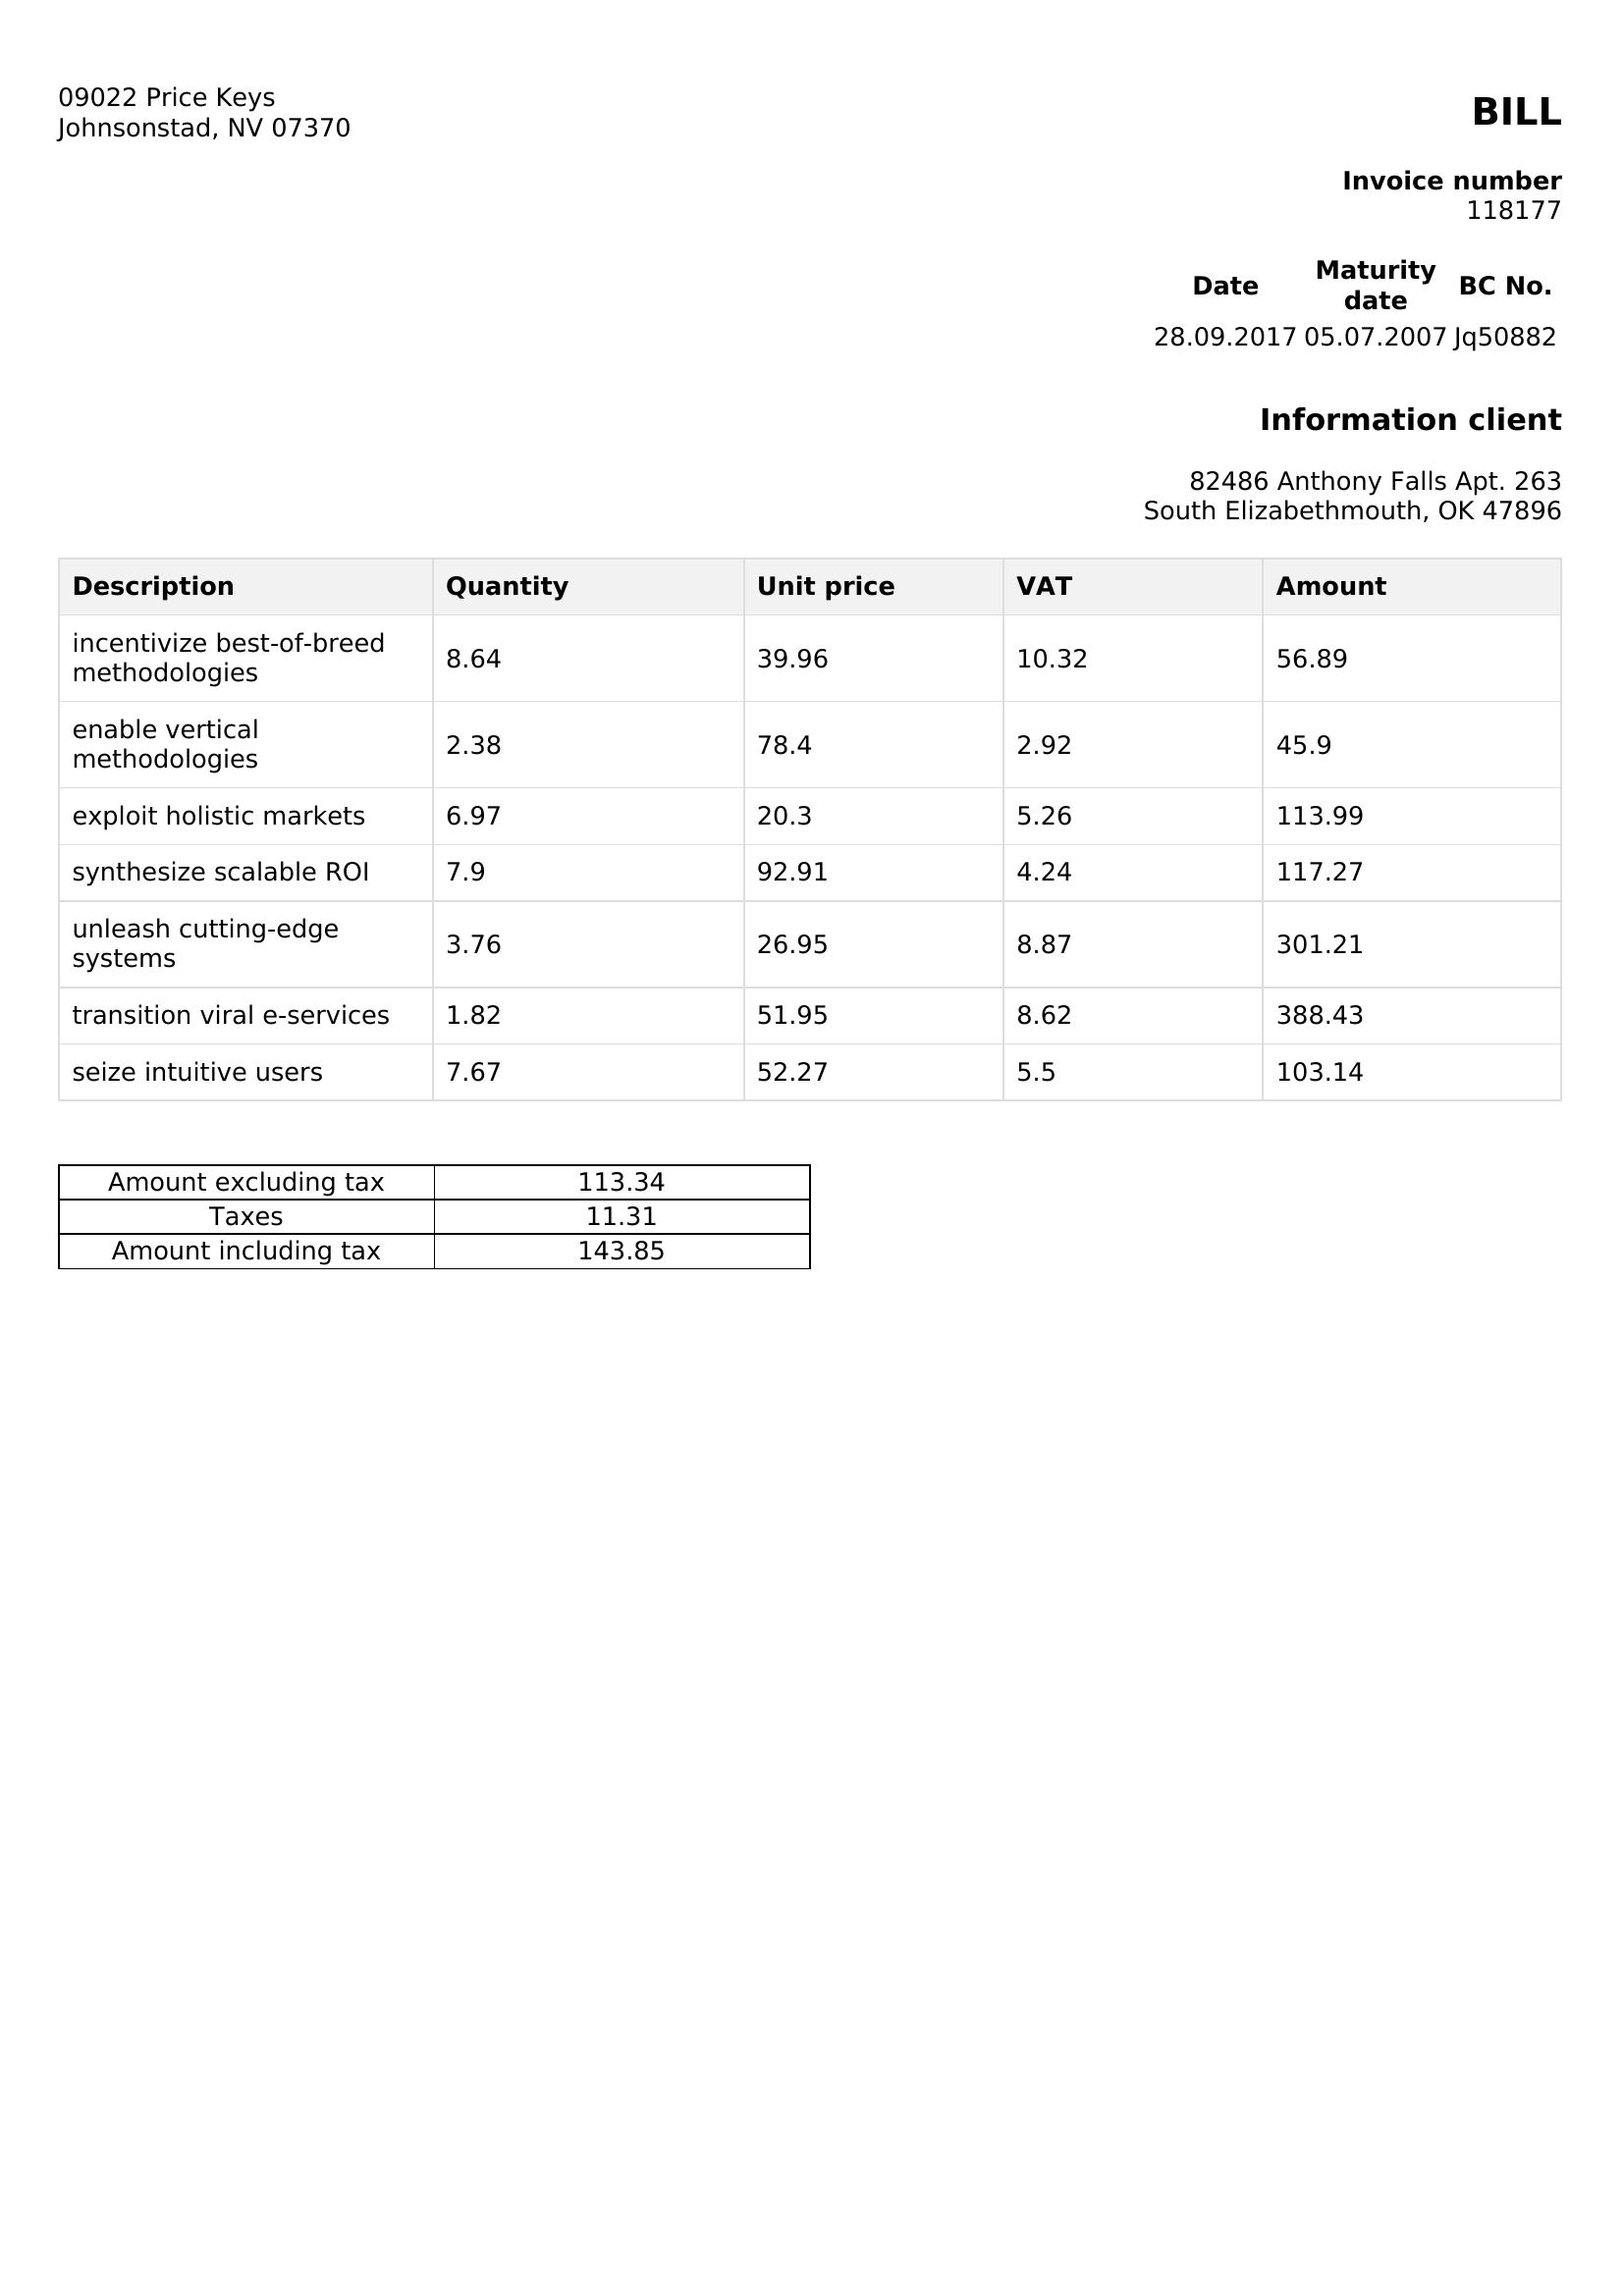 09022 Price Keys
Johnsonstad, NV 07370
BILL
Invoice number
118177
Date Maturity date BC No.
28.09.2017 05.07.2007 Jq50882
Information client
82486 Anthony Falls Apt. 263
South Elizabethmouth, OK 47896
Description Quantity Unit price VAT Amount
incentivize best-of-breed
methodologies 8.64 39.96 10.32 56.89
enable vertical
methodologies 2.38 78.4 2.92 45.9
exploit holistic markets 6.97 20.3 5.26 113.99
synthesize scalable ROI 7.9 92.91 4.24 117.27
unleash cutting-edge
systems 3.76 26.95 8.87 301.21
transition viral e-services 1.82 51.95 8.62 388.43
seize intuitive users 7.67 52.27 5.5 103.14
Amount excluding tax 113.34
Taxes 11.31
Amount including tax 143.85